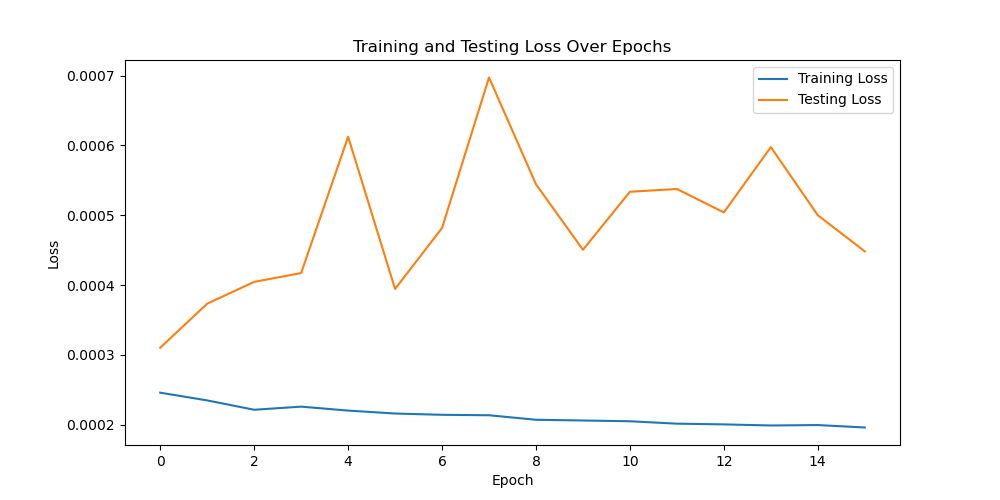 Training and Testing Loss Over Epochs
Training Loss
Testing Loss
0.0007
0.0006
0.0005
0.0004
0.0003
0.0002
Loss
0 2 4 6 8 10 12 14
Epoch